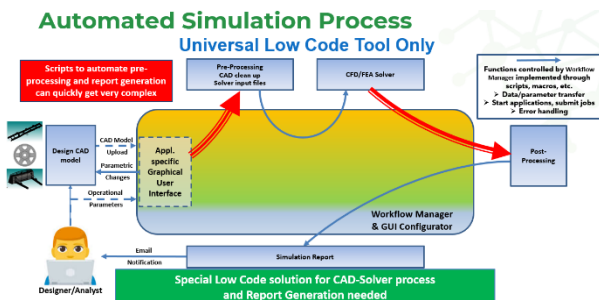 Automated Simulation Process
Universal Low Code Tool Only
Scripts to automate pre-
processing and report generation
can quickly get very complex
Pre-Processing
CAD clean up
Solver input files
CFD/FEA Solver
Functions controlled by Workflow
Manager implemented through
scripts, macros, etc.
➤ Data/parameter transfer
➤ Start applications, submit jobs
➤ Error handling
Design CAD
model
CAD Model
Upload
Parametric
Changes
Operational
Parameters
Appl.
specific
Graphical
User
Interface
Post-
Processing
Workflow Manager
& GUI Configurator
Email
Notification
Simulation Report
Designer/Analyst
Special Low Code solution for CAD-Solver process
and Report Generation needed